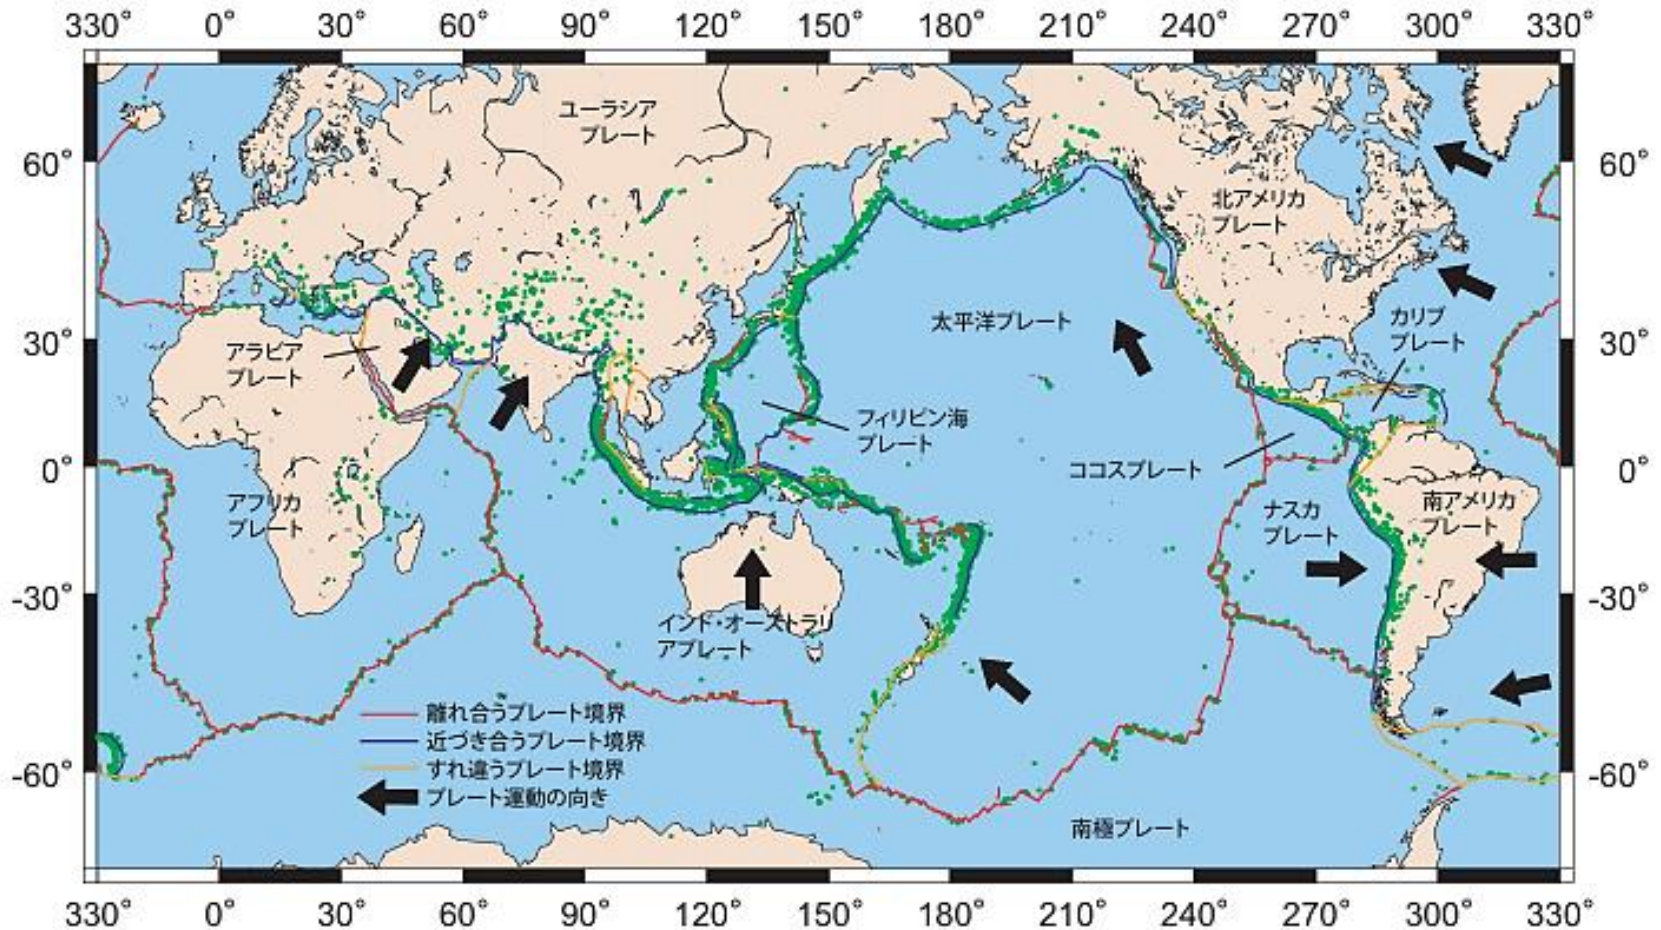 330° 0° 30° 60° 90° 120° 150° 180° 210° 240° 270° 300° 330°
ユーラシア
プレート
60° 60°
北アメリカ
プレート
カリブ
プレート
太平洋プレート
30° 30°
アラビア
プレート
フィリピン海
プレート
0° 0°
ココスプレート
アフリカ
プレート
ナスカ
プレート
南アメリカ
プレート
-30° -30°
インド・オーストラリ
アプレート
離れ合うプレート境界
近づき合うプレート境界
すれ違うプレート境界
プレート運動の向き
-60° -60°
南極プレート
330° 0° 30° 60° 90° 120° 150° 180° 210° 240° 270° 300° 330°